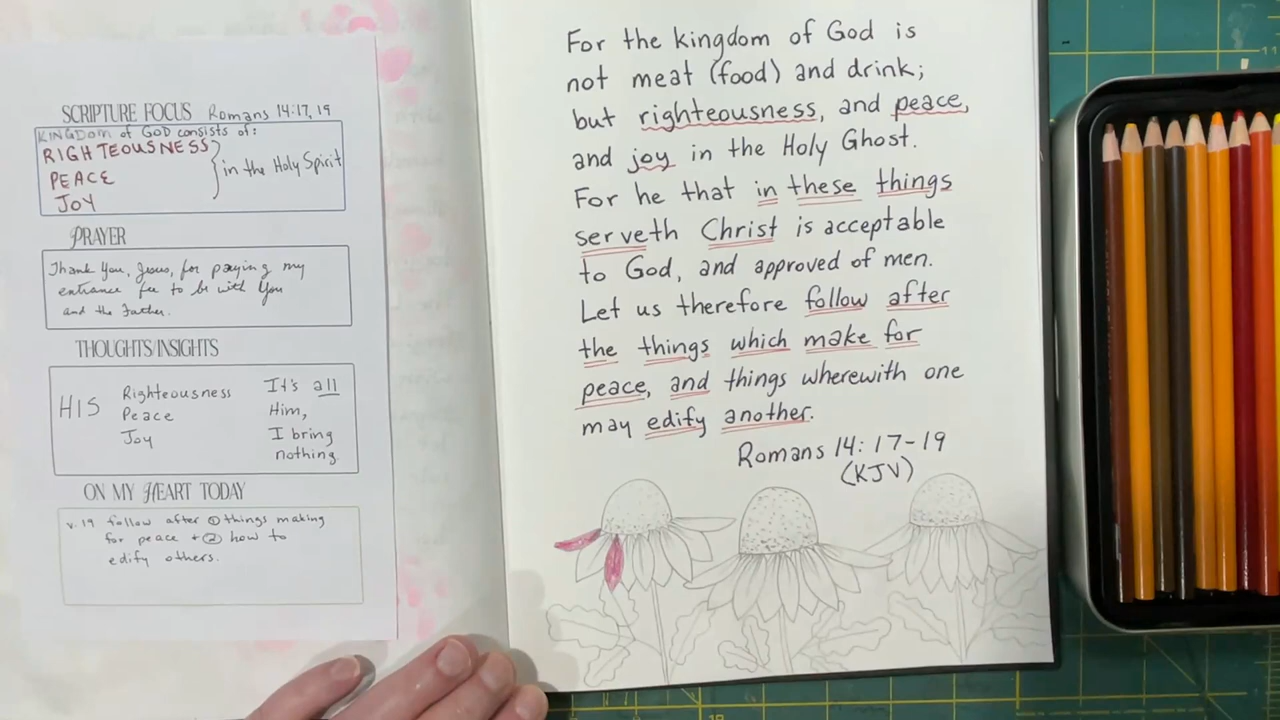 SCRIPTURE FOCUS Romans 14:17, 19
KINGDOM of GOD consists of:
RIGHTEOUSNESS
PEACE
JOY
} in the Holy Spirit
PRAYER
Thank You, Jesus, for paying my
entrance fee to be with You
and the Father.
THOUGHTS/INSIGHTS
HIS
Righteousness
Peace
Joy
It's all
Him,
I bring
nothing.
ON MY HEART TODAY
v. 19 follow after ① things making
for peace + ② how to
edify others.
For the kingdom of God is
not meat (food) and drink;
but righteousness, and peace,
and joy in the Holy Ghost.
For he that in these things
serveth Christ is acceptable
to God, and approved of men.
Let us therefore follow after
the things which make for
peace, and things wherewith one
may edify another.
Romans 14:17-19
(KJV)